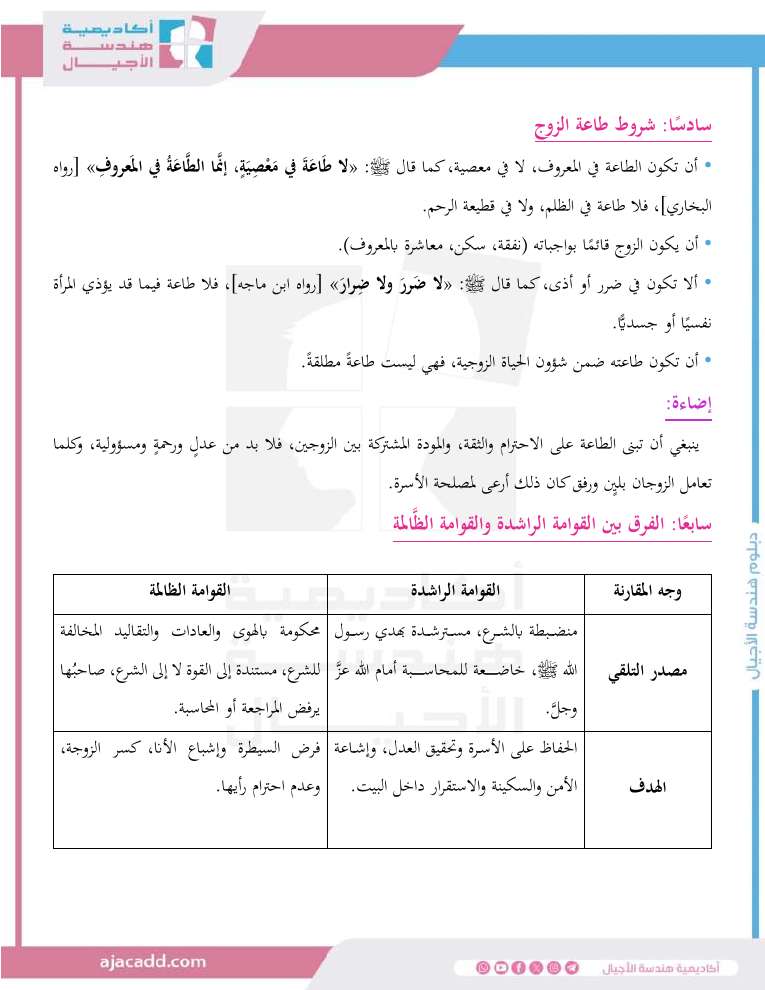 أكاديمية
هندسة
الأجيال
سادسًا: شروط طاعة الزوج
• أن تكون الطاعة في المعروف، لا في معصية، كما قال ﷺ: «لا طَاعَةَ في مَعْصِيَةٍ، إنَّما الطَّاعَةُ في المَعروفِ» [رواه
البخاري]، فلا طاعة في الظلم، ولا في قطيعة الرحم.
• أن يكون الزوج قائمًا بواجباته (نفقة، سكن، معاشرة بالمعروف).
• ألا تكون في ضرر أو أذى، كما قال ﷺ: «لا ضَررَ ولا ضِرارَ» [رواه ابن ماجه]، فلا طاعة فيما قد يؤذي المرأة
نفسيًا أو جسديًّا.
• أن تكون طاعته ضمن شؤون الحياة الزوجية، فهي ليست طاعةً مطلقةً.
إضاءة:
ينبغي أن تبنى الطاعة على الاحترام والثقة، والمودة المشتركة بين الزوجين، فلا بد من عدلٍ ورحمةٍ ومسؤولية، وكلما
تعامل الزوجان بلينٍ ورفق كان ذلك أرعى لمصلحة الأسرة.
سابعًا: الفرق بين القوامة الراشدة والقوامة الظَّالمة
أكاديمية
هندسة
الأجيال
وجه المقارنة القوامة الراشدة القوامة الظالمة
مصدر التلقي
منضبطة بالشرع، مسترشدة بهدي رسول
الله ﷺ، خاضعة للمحاسبة أمام الله عزَّ
وجلَّ.
محكومة بالهوى والعادات والتقاليد المخالفة
للشرع، مستندة إلى القوة لا إلى الشرع، صاحبُها
يرفض المراجعة أو المحاسبة.
الهدف
الحفاظ على الأسرة وتحقيق العدل، وإشاعة
الأمن والسكينة والاستقرار داخل البيت.
فرض السيطرة وإشباع الأنا، كسر الزوجة،
وعدم احترام رأيها.
دبلوم هندسة الأجيال
أكاديمية هندسة الأجيال
ajacadd.com